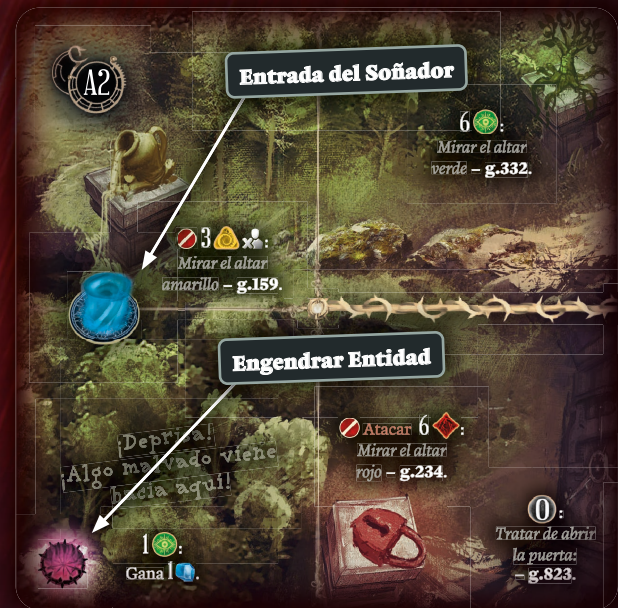 A2
Entrada del Soñador
6 :
Mirar el altar
verde – g.332.
3 x :
Mirar el altar
amarillo – g.159.
Engendrar Entidad
¡Deprisa!
¡Algo malvado viene
hacia aquí!
Atacar 6 :
Mirar el altar
rojo – g.234.
1 :
Gana 1 .
0 :
Tratar de abrir
la puerta:
– g.823.